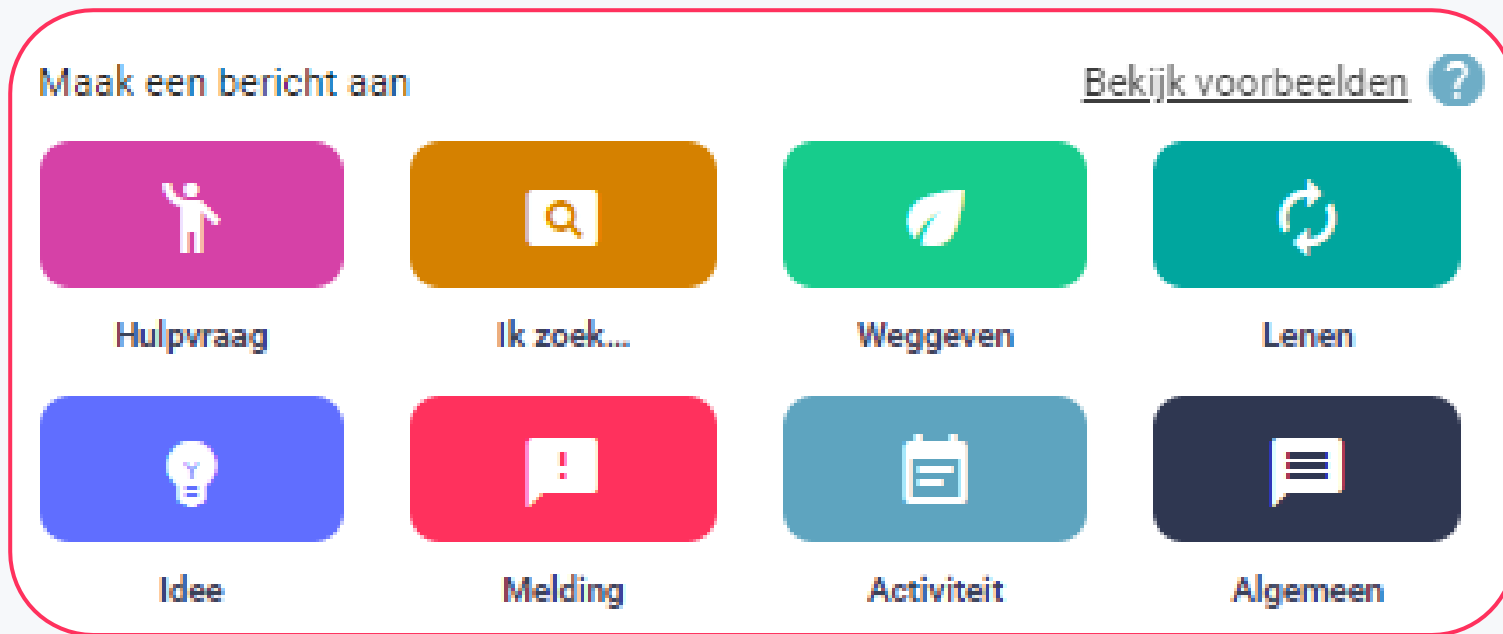 Maak een bericht aan
Bekijk voorbeelden ?
Hulpvraag
Ik zoek...
Weggeven
Lenen
Idee
Melding
Activiteit
Algemeen